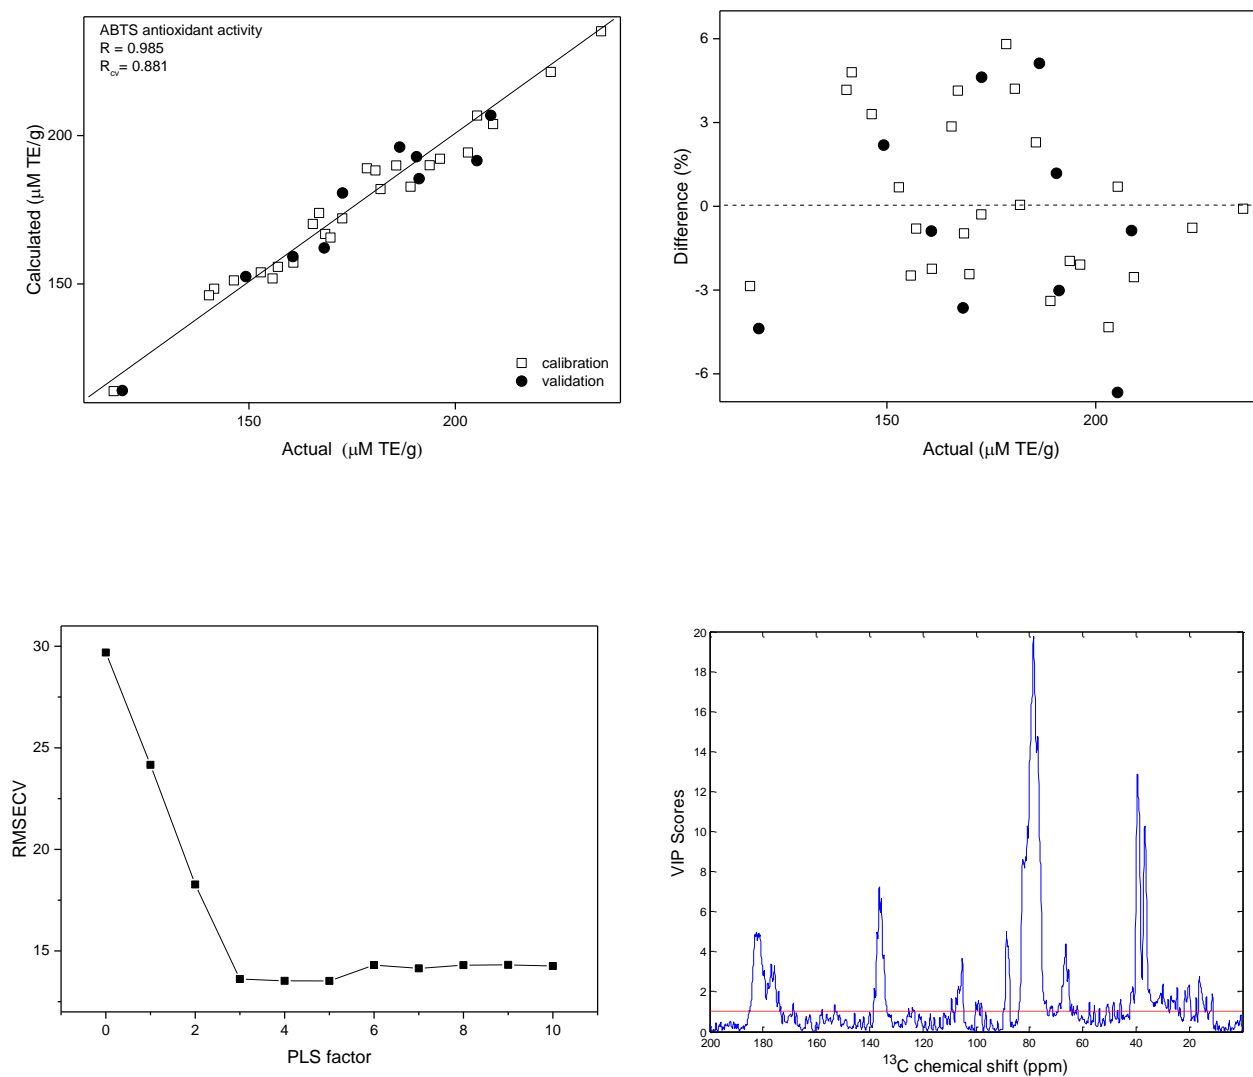 ABTS antioxidant activity
R = 0.985
Rcv= 0.881
200
150
Calculated (μM TE/g)
calibration
validation
150 200
Actual (μM TE/g)
6
3
0
-3
-6
Difference (%)
150 200
Actual (μM TE/g)
30
25
20
15
RMSECV
0 2 4 6 8 10
PLS factor
20
18
16
14
12
10
8
6
4
2
0
VIP Scores
200 180 160 140 120 100 80 60 40 20
13C chemical shift (ppm)